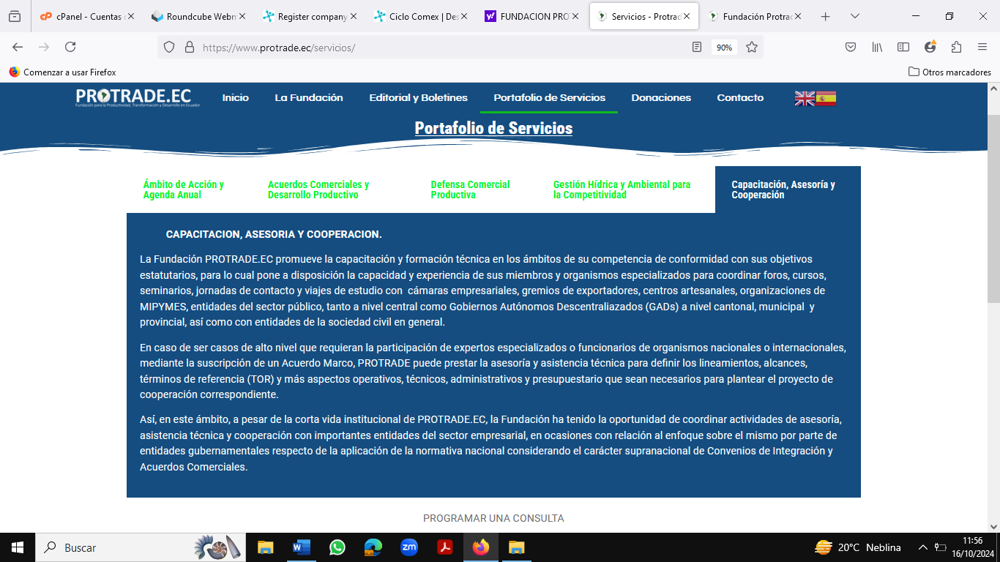 cPanel - Cuentas
Roundcube Webm
Register company
Ciclo Comex | Des
FUNDACION PRO
Servicios - Protrad
Fundación Protrad
https://www.protrade.ec/servicios/
90%
Comenzar a usar Firefox
Otros marcadores
PROTRADE.EC
Fundación para la Productividad, Transformación y Desarrollo en Ecuador
Inicio
La Fundación
Editorial y Boletines
Portafolio de Servicios
Donaciones
Contacto
Portafolio de Servicios
Ámbito de Acción y
Agenda Anual
Acuerdos Comerciales y
Desarrollo Productivo
Defensa Comercial
Productiva
Gestión Hídrica y Ambiental para
la Competitividad
Capacitación, Asesoría y
Cooperación
CAPACITACION, ASESORIA Y COOPERACION.
La Fundación PROTRADE.EC promueve la capacitación y formación técnica en los ámbitos de su competencia de conformidad con sus objetivos
estatutarios, para lo cual pone a disposición la capacidad y experiencia de sus miembros y organismos especializados para coordinar foros, cursos,
seminarios, jornadas de contacto y viajes de estudio con cámaras empresariales, gremios de exportadores, centros artesanales, organizaciones de
MIPYMES, entidades del sector público, tanto a nivel central como Gobiernos Autónomos Descentraliazados (GADs) a nivel cantonal, municipal y
provincial, así como con entidades de la sociedad civil en general.
En caso de ser casos de alto nivel que requieran la participación de expertos especializados o funcionarios de organismos nacionales o internacionales,
mediante la suscripción de un Acuerdo Marco, PROTRADE puede prestar la asesoría y asistencia técnica para definir los lineamientos, alcances,
términos de referencia (TOR) y más aspectos operativos, técnicos, administrativos y presupuestario que sean necesarios para plantear el proyecto de
cooperación correspondiente.
Así, en este ámbito, a pesar de la corta vida institucional de PROTRADE.EC, la Fundación ha tenido la oportunidad de coordinar actividades de asesoría,
asistencia técnica y cooperación con importantes entidades del sector empresarial, en ocasiones con relación al enfoque sobre el mismo por parte de
entidades gubernamentales respecto de la aplicación de la normativa nacional considerando el carácter supranacional de Convenios de Integración y
Acuerdos Comerciales.
PROGRAMAR UNA CONSULTA
Buscar
20°C Neblina
11:56
16/10/2024